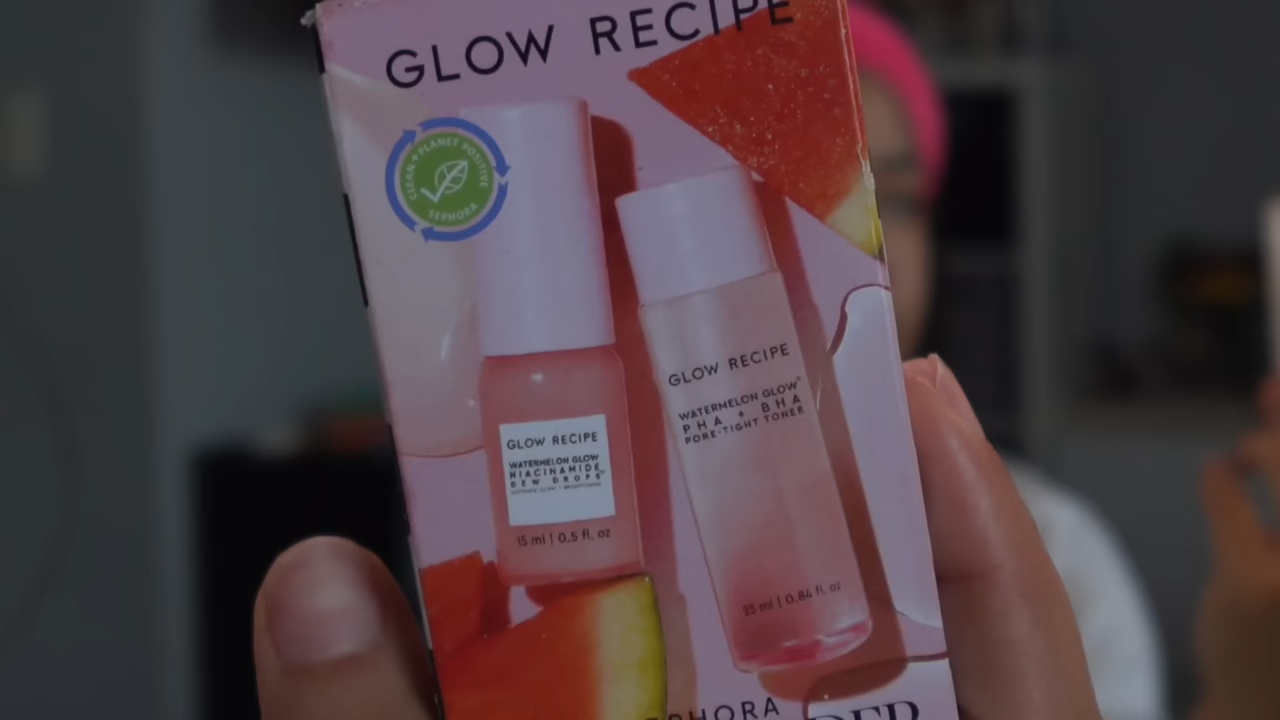 GLOW RECIPE
CLEAN + PLANET POSITIVE
SEPHORA
GLOW RECIPE
WATERMELON GLOW
NIACINAMIDE
DEW DROPS
15 ml | 0.5 fl. oz
GLOW RECIPE
WATERMELON GLOW
PHA + BHA
PORE-TIGHT TONER
25 ml | 0.84 fl. oz